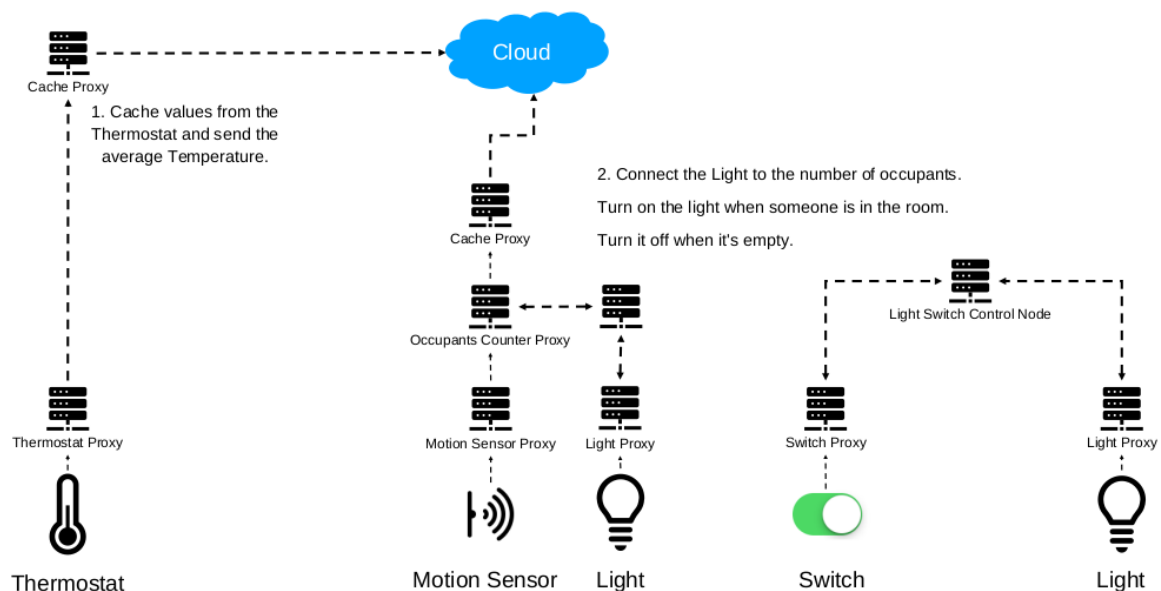 Cloud
Cache Proxy
1. Cache values from the
Thermostat and send the
average Temperature.
2. Connect the Light to the number of occupants.
Turn on the light when someone is in the room.
Turn it off when it's empty.
Cache Proxy
Light Switch Control Node
Occupants Counter Proxy
Thermostat Proxy
Motion Sensor Proxy
Light Proxy
Switch Proxy
Light Proxy
Thermostat
Motion Sensor
Light
Switch
Light